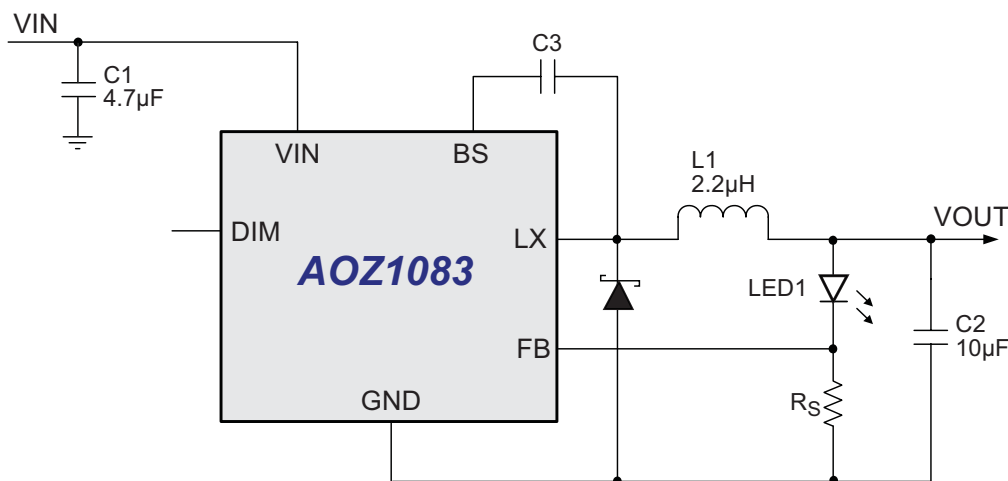 VIN
C1
4.7µF
C3
VIN
BS
L1
2.2µH
DIM
LX
VOUT
AOZ1083
LED1
FB
C2
10µF
GND
RS